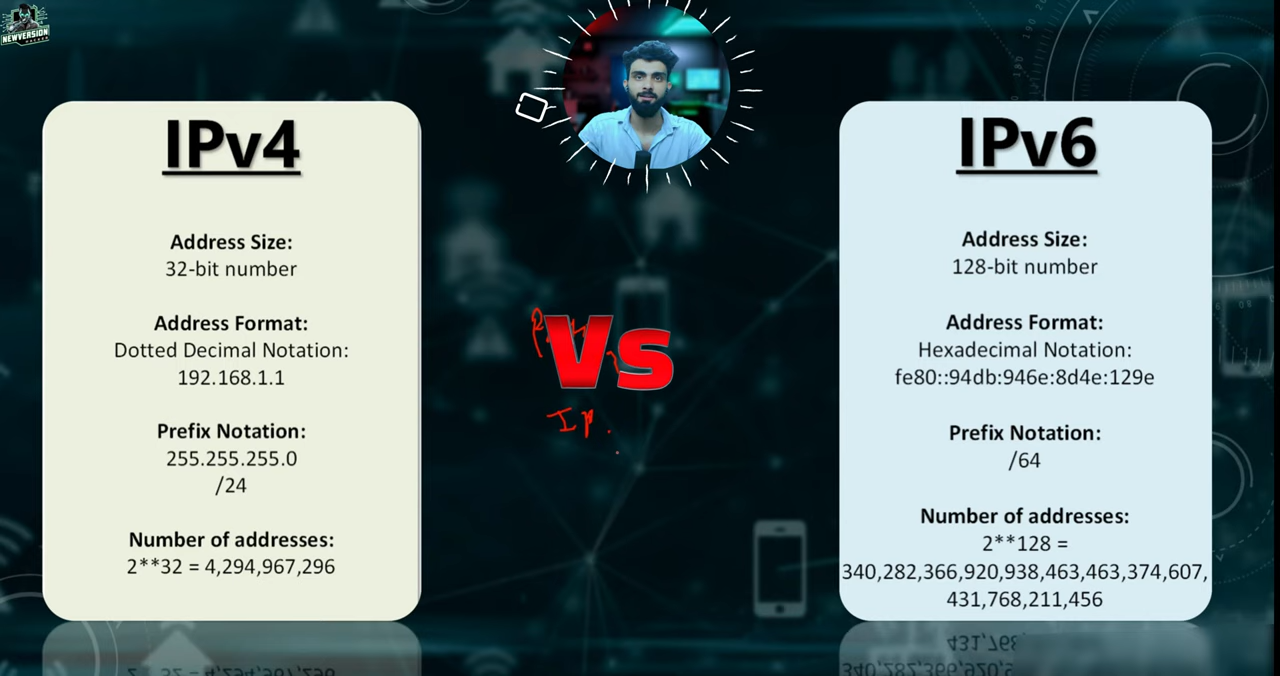 NEWVERSION
IPv4
Address Size:
32-bit number
Address Format:
Dotted Decimal Notation:
192.168.1.1
Prefix Notation:
255.255.255.0
/24
Number of addresses:
2**32 = 4,294,967,296
Vs
IP.
IPv6
Address Size:
128-bit number
Address Format:
Hexadecimal Notation:
fe80::94db:946e:8d4e:129e
Prefix Notation:
/64
Number of addresses:
2**128 =
340,282,366,920,938,463,463,374,607,
431,768,211,456